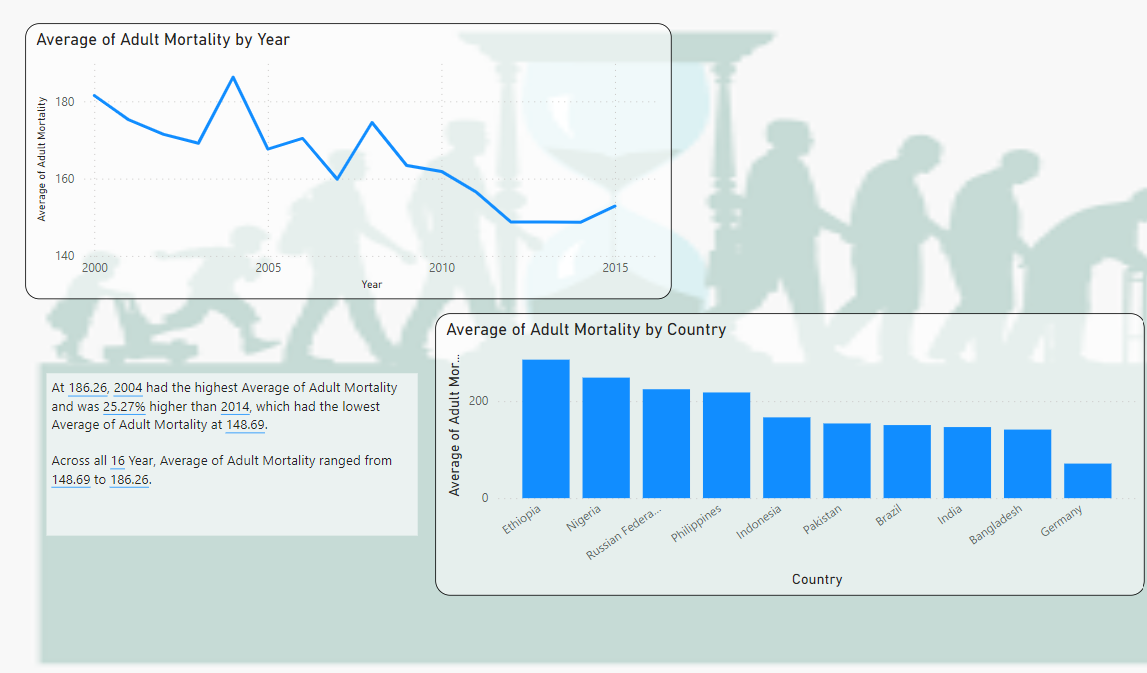 Average of Adult Mortality by Year
Average of Adult Mortality
180
160
140
2000 2005 2010 2015
Year
At 186.26, 2004 had the highest Average of Adult Mortality
and was 25.27% higher than 2014, which had the lowest
Average of Adult Mortality at 148.69.
Across all 16 Year, Average of Adult Mortality ranged from
148.69 to 186.26.
Average of Adult Mortality by Country
Average of Adult Mor...
200
0
Ethiopia Nigeria Russian Federa... Philippines Indonesia Pakistan Brazil India Bangladesh Germany
Country